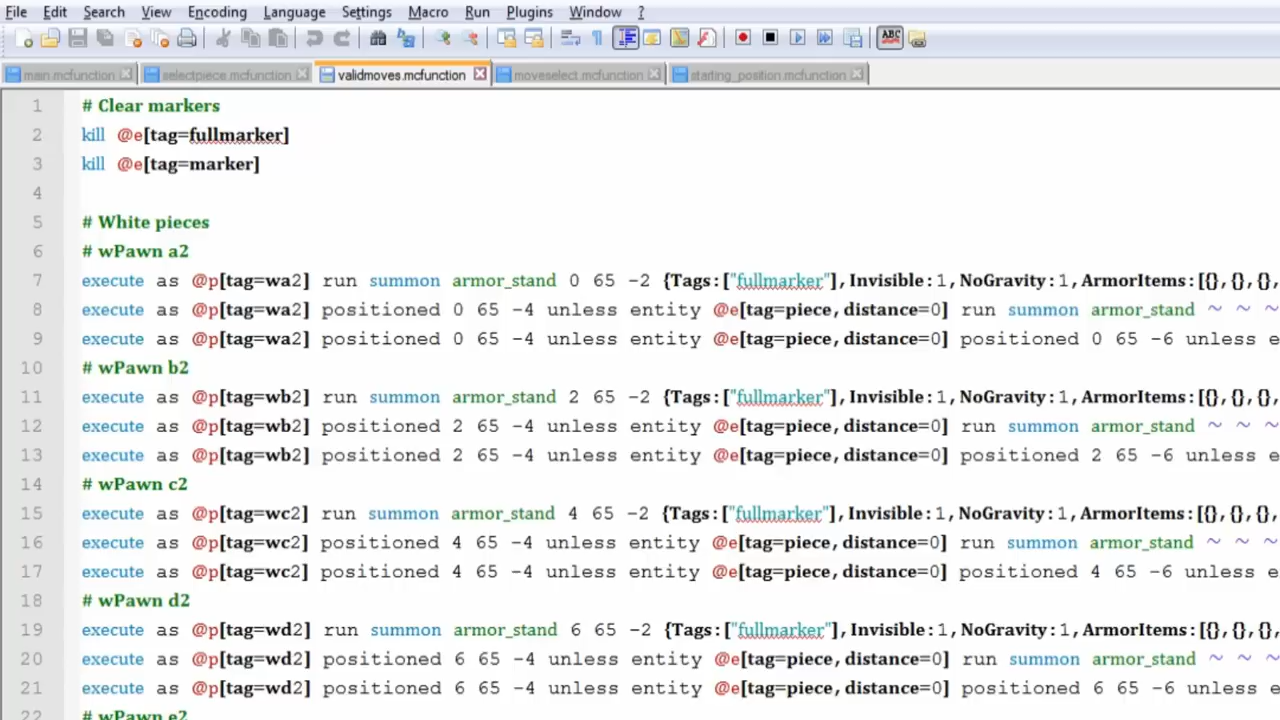 File Edit Search View Encoding Language Settings Macro Run Plugins Window ?
ABC
main.mcfunction selectpiece.mcfunction validmoves.mcfunction moveselect.mcfunction starting_position.mcfunction
1 # Clear markers
2 kill @e[tag=fullmarker]
3 kill @e[tag=marker]
4
5 # White pieces
6 # wPawn a2
7 execute as @p[tag=wa2] run summon armor_stand 0 65 -2 {Tags:["fullmarker"],Invisible:1,NoGravity:1,ArmorItems:[{},{},{},
8 execute as @p[tag=wa2] positioned 0 65 -4 unless entity @e[tag=piece,distance=0] run summon armor_stand ~ ~ ~
9 execute as @p[tag=wa2] positioned 0 65 -4 unless entity @e[tag=piece,distance=0] positioned 0 65 -6 unless e
10 # wPawn b2
11 execute as @p[tag=wb2] run summon armor_stand 2 65 -2 {Tags:["fullmarker"],Invisible:1,NoGravity:1,ArmorItems:[{},{},{},
12 execute as @p[tag=wb2] positioned 2 65 -4 unless entity @e[tag=piece,distance=0] run summon armor_stand ~ ~ ~
13 execute as @p[tag=wb2] positioned 2 65 -4 unless entity @e[tag=piece,distance=0] positioned 2 65 -6 unless e
14 # wPawn c2
15 execute as @p[tag=wc2] run summon armor_stand 4 65 -2 {Tags:["fullmarker"],Invisible:1,NoGravity:1,ArmorItems:[{},{},{},
16 execute as @p[tag=wc2] positioned 4 65 -4 unless entity @e[tag=piece,distance=0] run summon armor_stand ~ ~ ~
17 execute as @p[tag=wc2] positioned 4 65 -4 unless entity @e[tag=piece,distance=0] positioned 4 65 -6 unless e
18 # wPawn d2
19 execute as @p[tag=wd2] run summon armor_stand 6 65 -2 {Tags:["fullmarker"],Invisible:1,NoGravity:1,ArmorItems:[{},{},{},
20 execute as @p[tag=wd2] positioned 6 65 -4 unless entity @e[tag=piece,distance=0] run summon armor_stand ~ ~ ~
21 execute as @p[tag=wd2] positioned 6 65 -4 unless entity @e[tag=piece,distance=0] positioned 6 65 -6 unless e
22 # wPawn e2